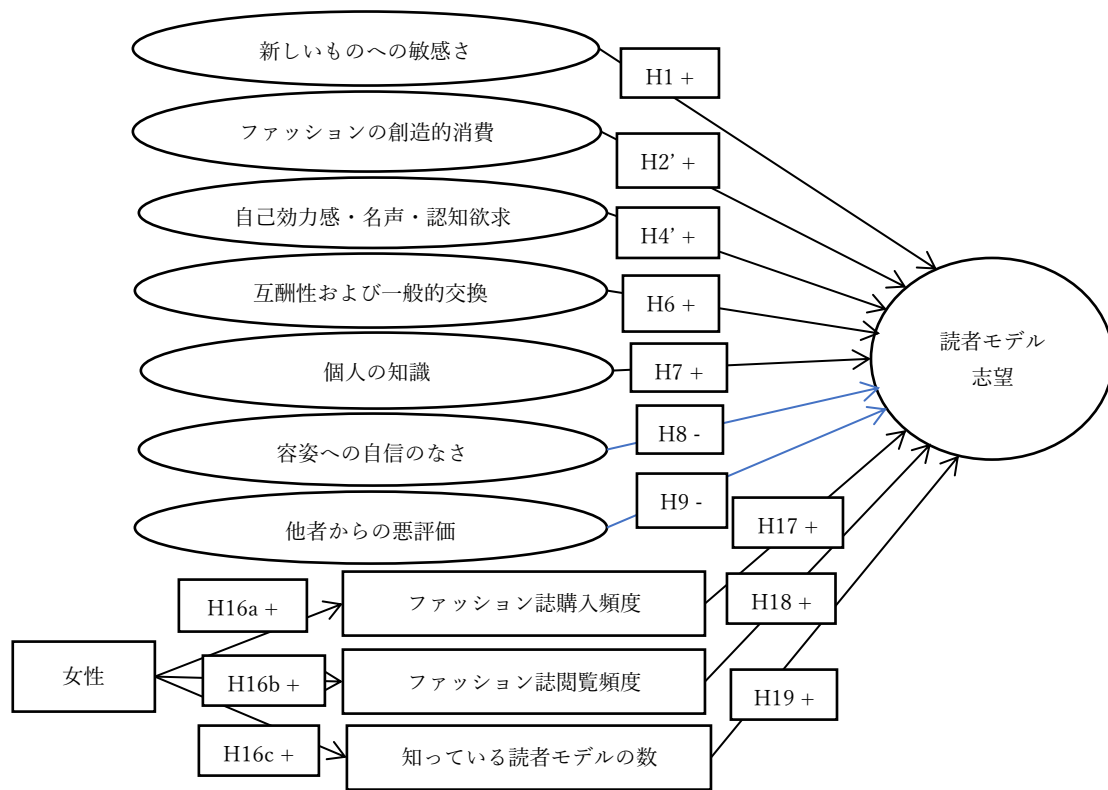 新しいものへの敏感さ
H1 +
ファッションの創造的消費
H2’ +
自己効力感・名声・認知欲求
H4’ +
互酬性および一般的交換
H6 +
個人の知識
H7 +
容姿への自信のなさ
H8 -
他者からの悪評価
H9 -
読者モデル
志望
H17 +
H16a +
ファッション誌購入頻度
H18 +
女性
H16b +
ファッション誌閲覧頻度
H19 +
H16c +
知っている読者モデルの数